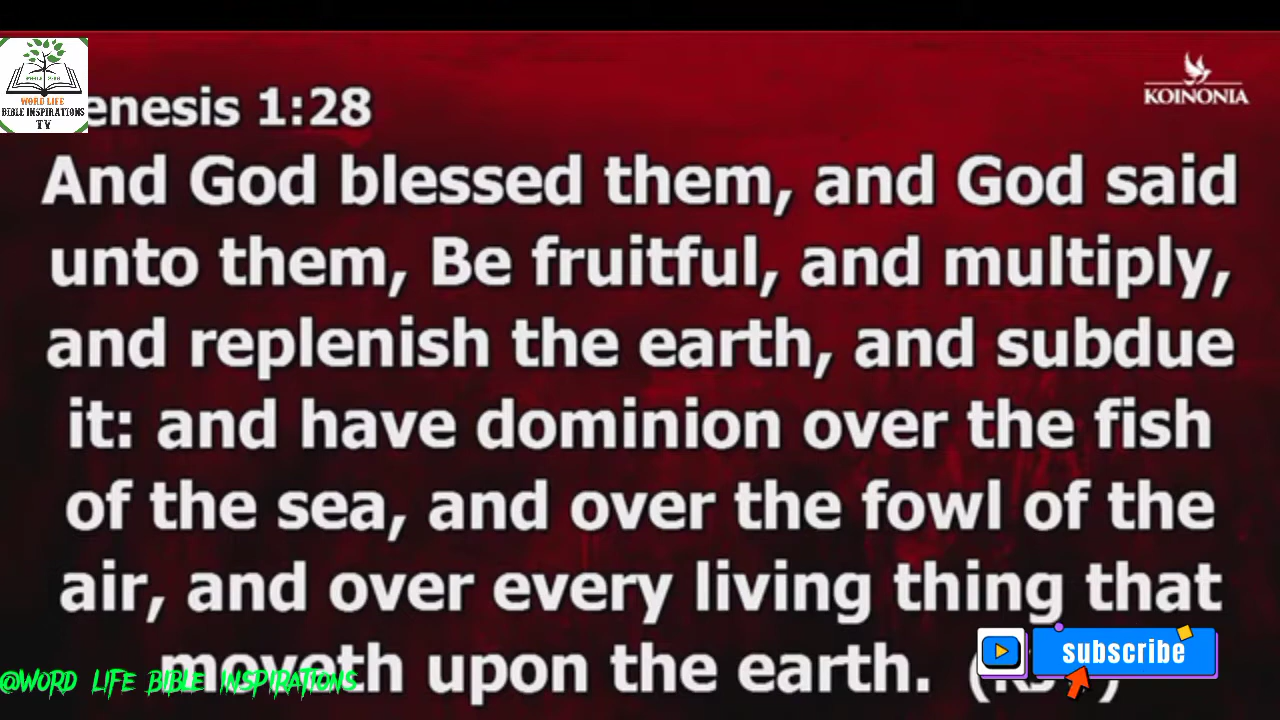 WORD LIFE
BIBLE INSPIRATIONS
TV
KOINONIA
enesis 1:28
And God blessed them, and God said
unto them, Be fruitful, and multiply,
and replenish the earth, and subdue
it: and have dominion over the fish
of the sea, and over the fowl of the
air, and over every living thing that
moveth upon the earth.
subscribe
@WORD LIFE BIBLE INSPIRATIONS